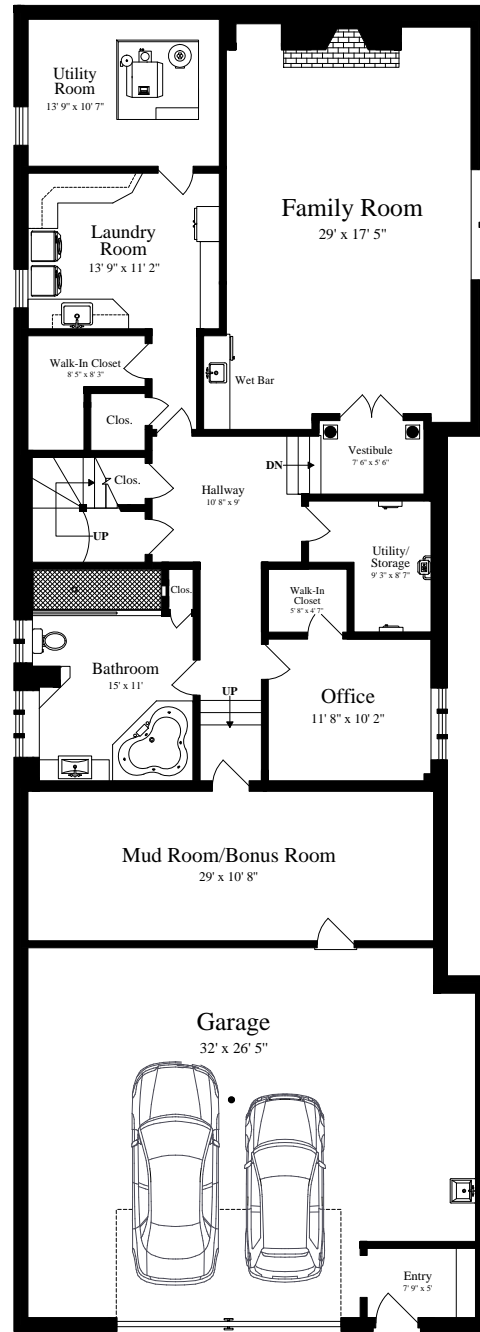 Utility
Room
13' 9" x 10' 7"
Family Room
29' x 17' 5"
Laundry
Room
13' 9" x 11' 2"
Walk-In Closet
8' 5" x 8' 3"
Wet Bar
Clos.
Vestibule
7' 6" x 5' 6"
DN
Clos.
Hallway
10' 8" x 9'
UP
Utility/
Storage
9' 3" x 8' 7"
Clos.
Walk-In
Closet
5' 8" x 4' 7"
Bathroom
15' x 11'
UP
Office
11' 8" x 10' 2"
Mud Room/Bonus Room
29' x 10' 8"
Garage
32' x 26' 5"
Entry
7' 9" x 5'